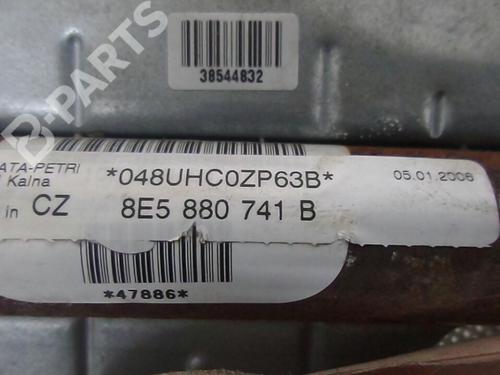 B-PARTS
38544832
ATA-PETRI
Kalna
*048UHC0ZP63B*
05.01.2006
in CZ
8E5 880 741 B
*47886*